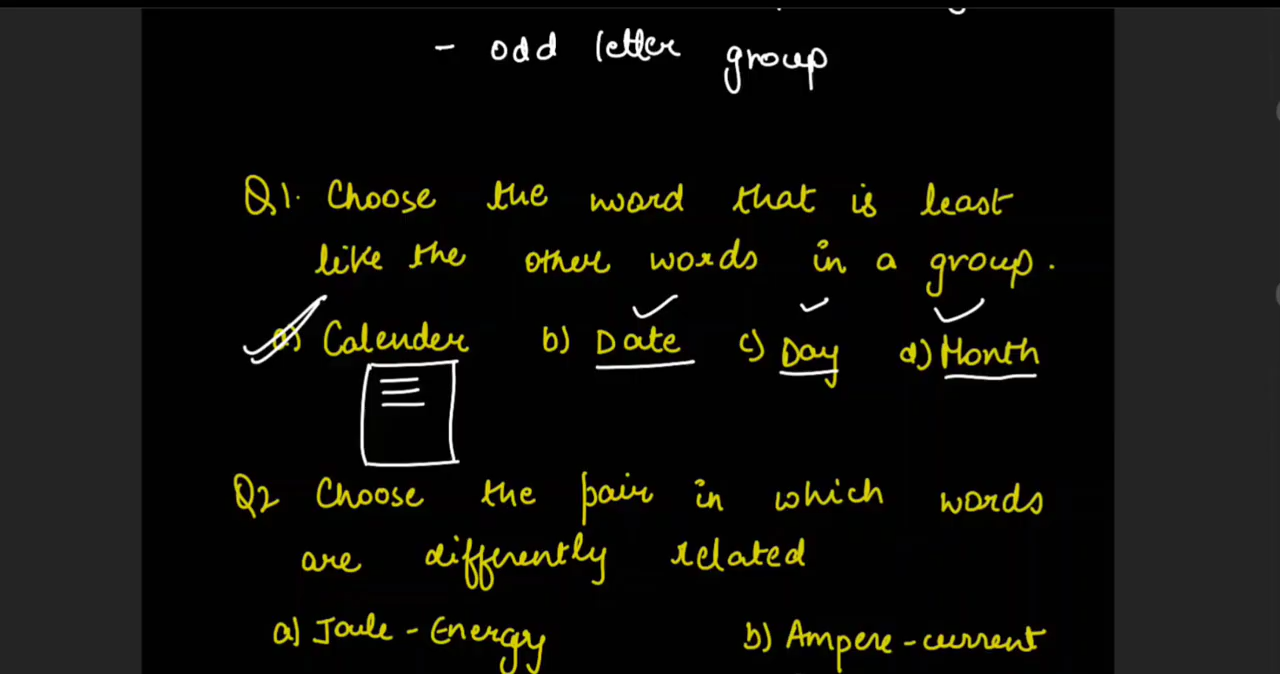 - odd letter group
Q1. Choose the word that is least
like the other words in a group.
a) Calender b) Date c) Day d) Month
Q2 Choose the pair in which words
are differently related
a) Joule - Energy b) Ampere - current